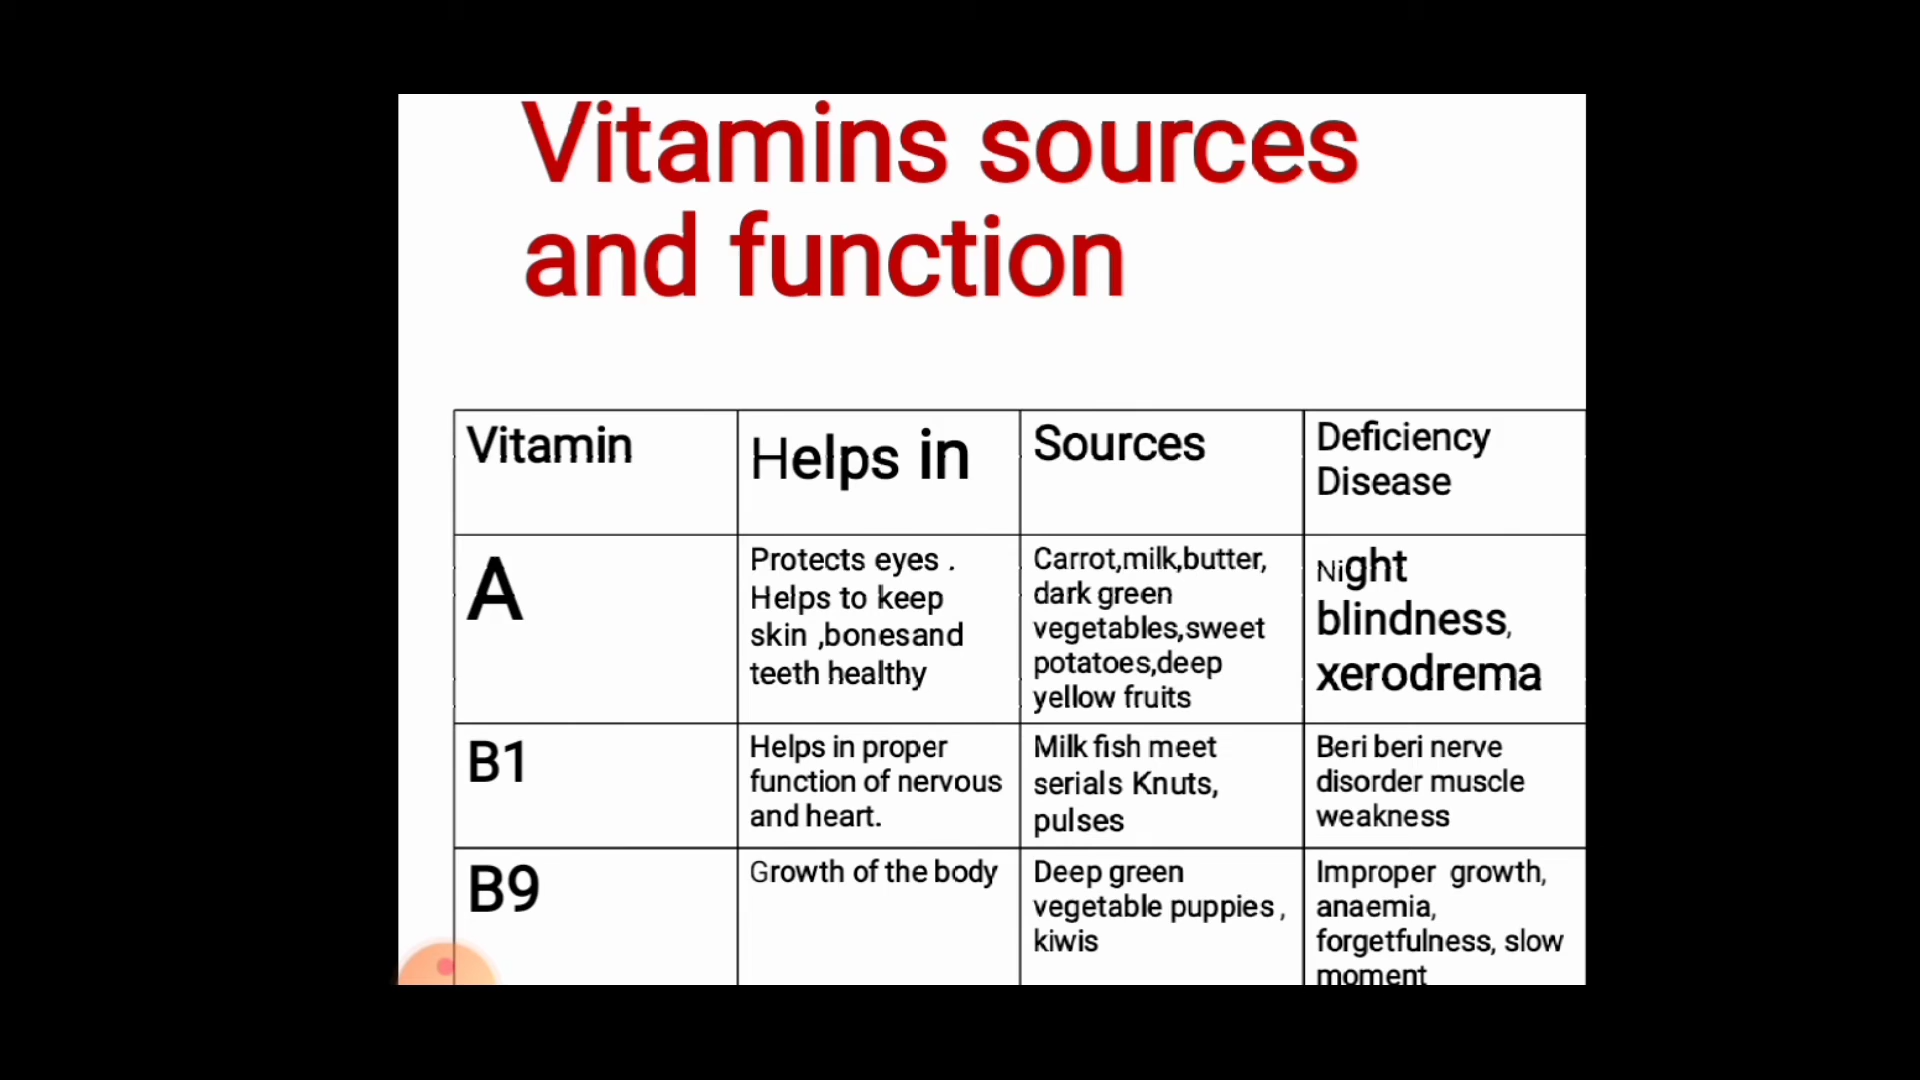 Vitamins sources
and function
Vitamin
Helps in
Sources
Deficiency
Disease
A
Protects eyes .
Helps to keep
skin ,bonesand
teeth healthy
Carrot,milk,butter,
dark green
vegetables,sweet
potatoes,deep
yellow fruits
Night
blindness,
xerodrema
B1
Helps in proper
function of nervous
and heart.
Milk fish meet
serials Knuts,
pulses
Beri beri nerve
disorder muscle
weakness
B9
Growth of the body
Deep green
vegetable puppies ,
kiwis
Improper growth,
anaemia,
forgetfulness, slow
moment